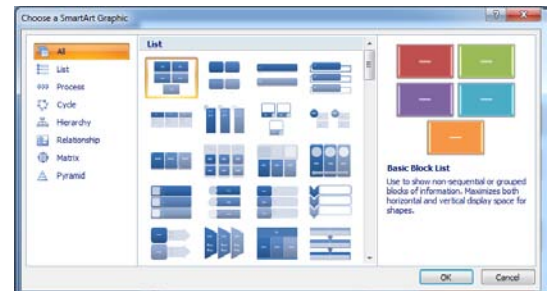 Choose a SmartArt Graphic
All
List
Process
Cycle
Hierarchy
Relationship
Matrix
Pyramid
List
Basic Block List
Use to show non-sequential or grouped
blocks of information. Maximizes both
horizontal and vertical display space for
shapes.
OK
Cancel